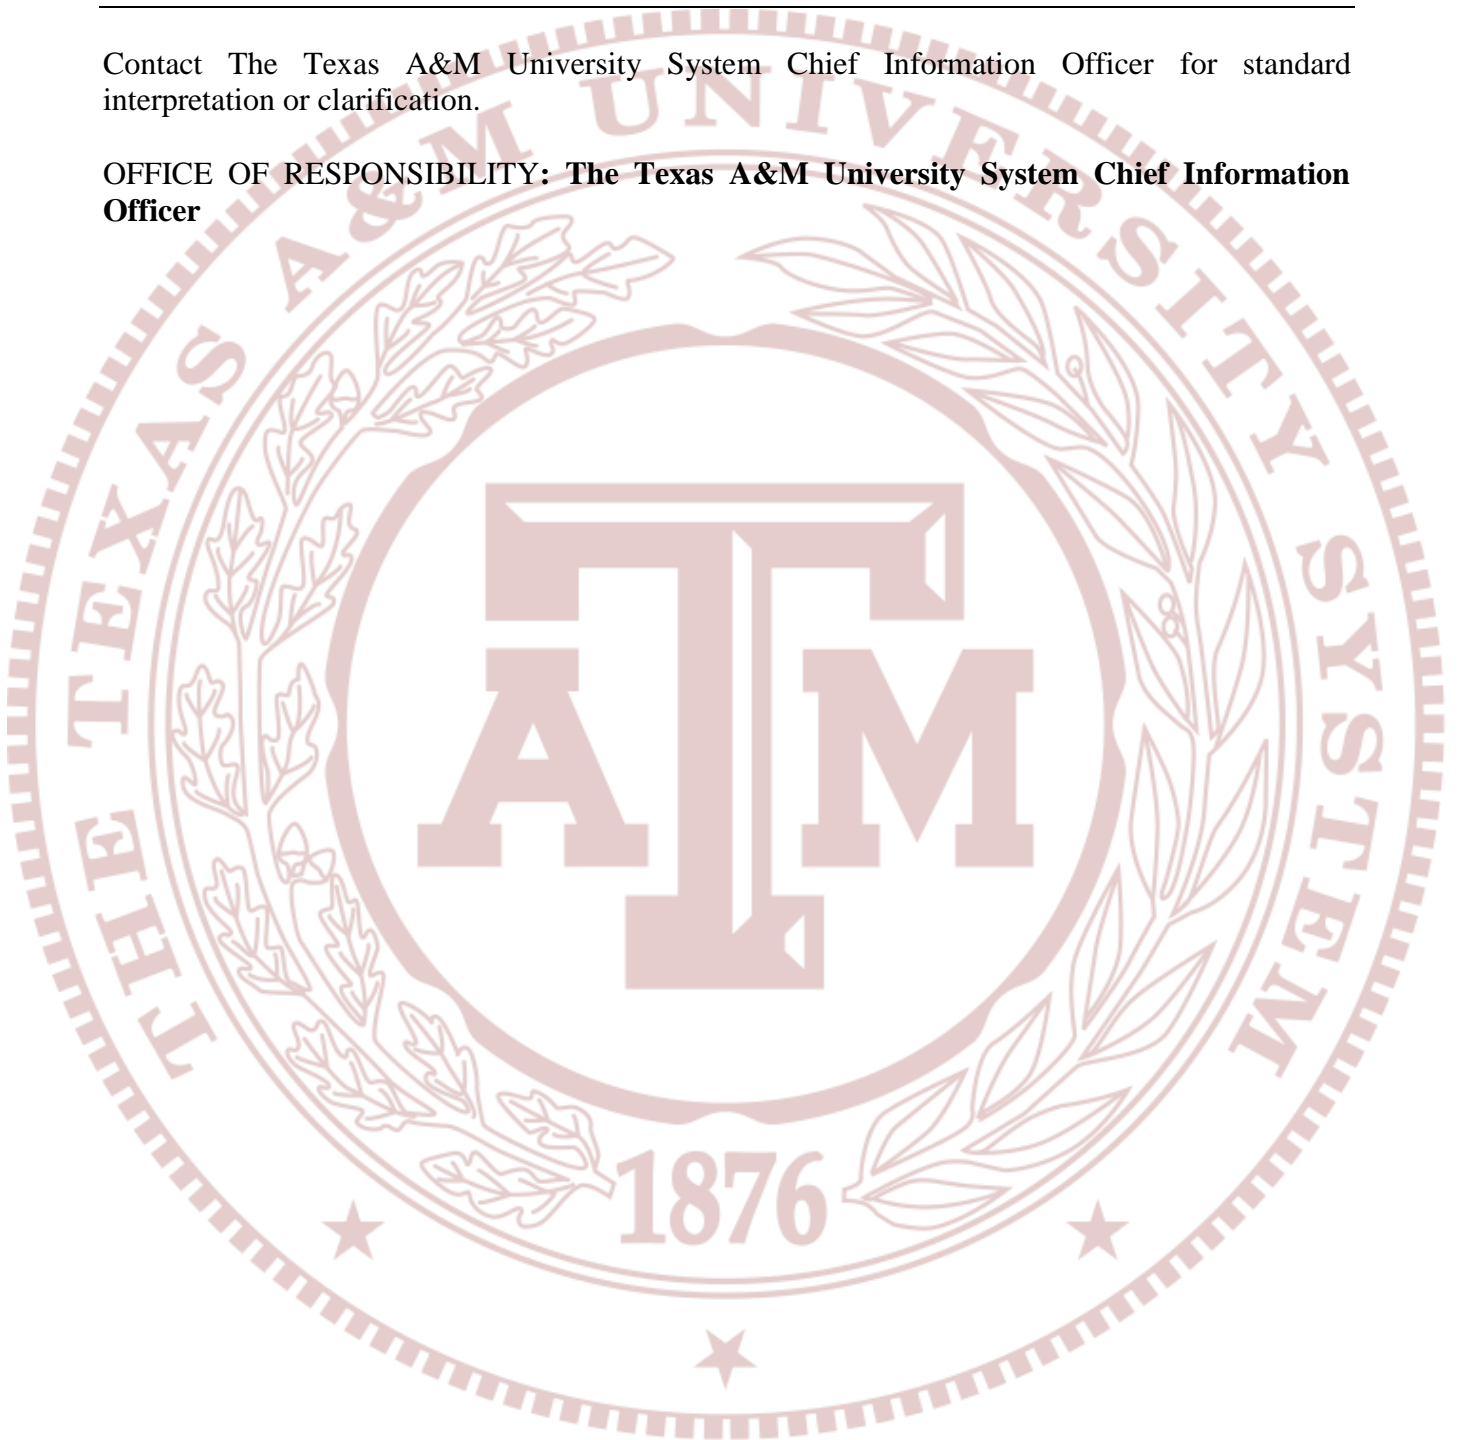 Contact The Texas A&M University System Chief Information Officer for standard
interpretation or clarification.
OFFICE OF RESPONSIBILITY: The Texas A&M University System Chief Information
Officer
THE TEXAS A&M UNIVERSITY SYSTEM
ATM
1876